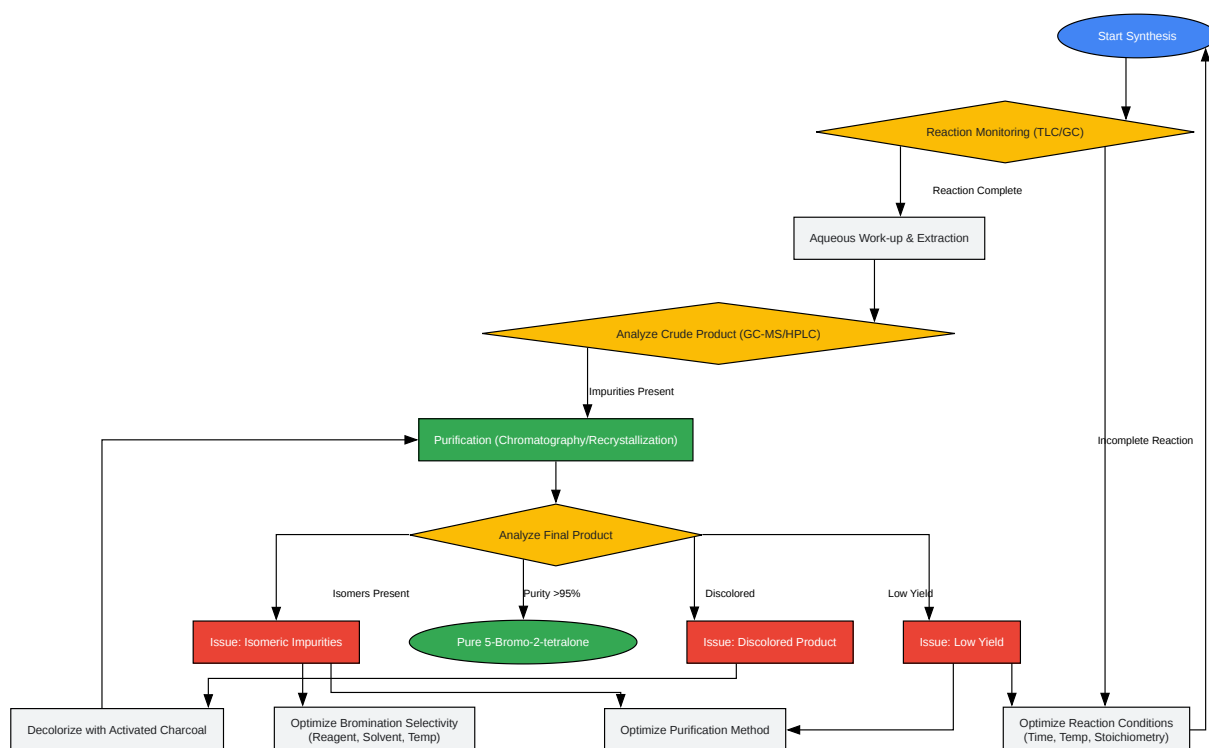 Start Synthesis
Reaction Monitoring (TLC/GC)
Reaction Complete
Aqueous Work-up & Extraction
Analyze Crude Product (GC-MS/HPLC)
Impurities Present
Purification (Chromatography/Recrystallization)
Incomplete Reaction
Analyze Final Product
Isomers Present
Purity >95%
Discolored
Low Yield
Issue: Isomeric Impurities
Pure 5-Bromo-2-tetralone
Issue: Discolored Product
Issue: Low Yield
Decolorize with Activated Charcoal
Optimize Bromination Selectivity
(Reagent, Solvent, Temp)
Optimize Purification Method
Optimize Reaction Conditions
(Time, Temp, Stoichiometry)